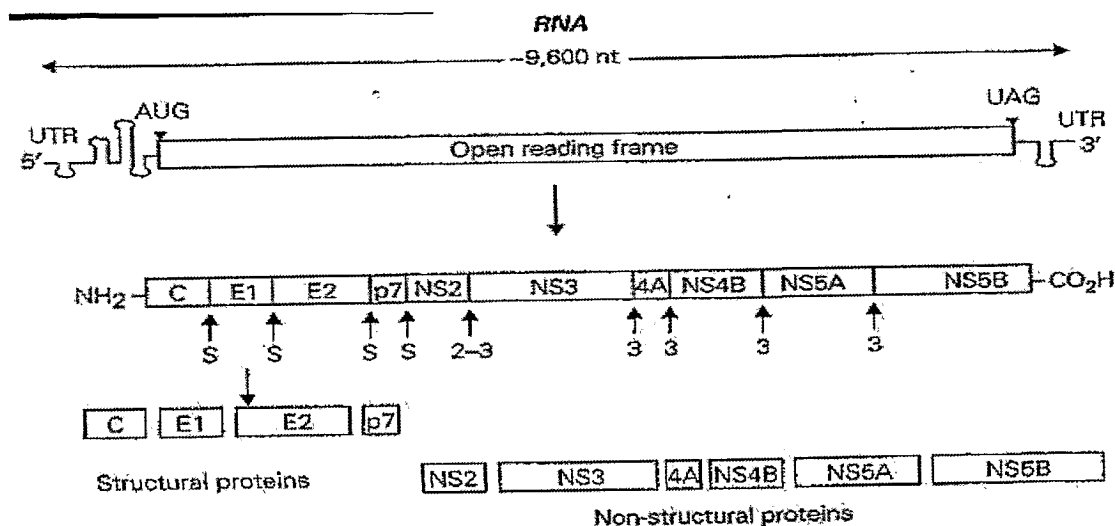 RNA
~9,600 nt
AUG UAG
UTR UTR
5′ Open reading frame 3′
NH2 C E1 E2 p7 NS2 NS3 4A NS4B NS5A NS5B CO2H
S S S S 2–3 3 3 3 3
C E1 E2 p7
Structural proteins NS2 NS3 4A NS4B NS5A NS5B
Non-structural proteins